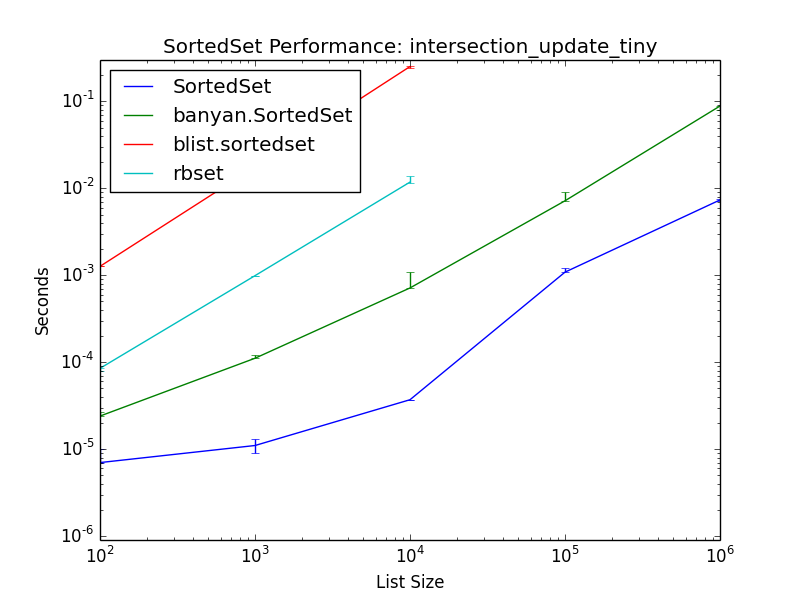 SortedSet Performance: intersection_update_tiny
SortedSet
banyan.SortedSet
blist.sortedset
rbset
10^-1
10^-2
10^-3
10^-4
10^-5
10^-6
Seconds
10^2 10^3 10^4 10^5 10^6
List Size